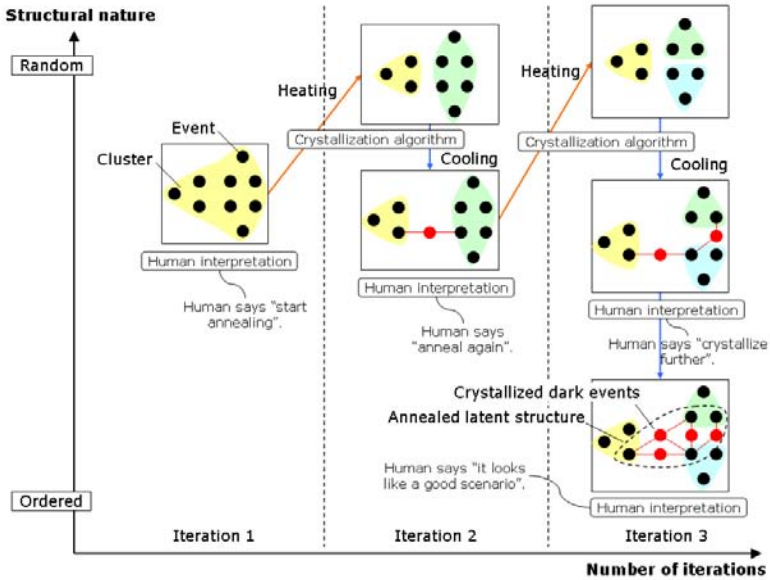 Structural nature
Random
Heating
Heating
Event
Cluster
Crystallization algorithm
Crystallization algorithm
Cooling
Cooling
Human interpretation
Human says "start
annealing".
Human interpretation
Human says
"anneal again".
Human interpretation
Human says "crystallize
further".
Crystallized dark events
Annealed latent structure
Human says "it looks
like a good scenario".
Human interpretation
Ordered
Iteration 1
Iteration 2
Iteration 3
Number of iterations